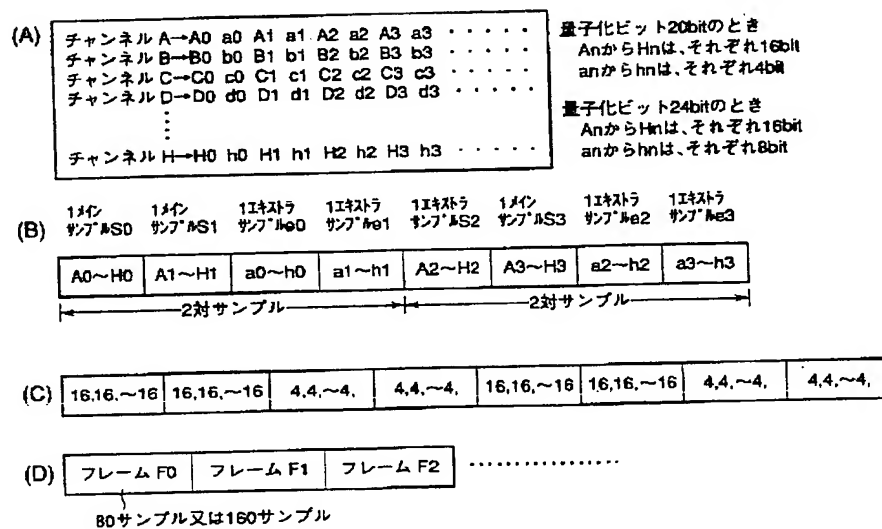 (A)
チャンネル A→A0 a0 A1 a1 A2 a2 A3 a3 ・・・・・
チャンネル B→B0 b0 B1 b1 B2 b2 B3 b3 ・・・・・
チャンネル C→C0 c0 C1 c1 C2 c2 C3 c3 ・・・・・
チャンネル D→D0 d0 D1 d1 D2 d2 D3 d3 ・・・・・
チャンネル H→H0 h0 H1 h1 H2 h2 H3 h3 ・・・・・
量子化ビット20bitのとき
AnからHnは、それぞれ16bit
anからhnは、それぞれ4bit
量子化ビット24bitのとき
AnからHnは、それぞれ16bit
anからhnは、それぞれ8bit
(B)
1メイン サンプルS0
1メイン サンプルS1
1エキストラ サンプルe0
1エキストラ サンプルe1
1エキストラ サンプルS2
1メイン サンプルS3
1エキストラ サンプルe2
1エキストラ サンプルe3
A0～H0 A1～H1 a0～h0 a1～h1 A2～H2 A3～H3 a2～h2 a3～h3
2対サンプル 2対サンプル
(C) 16,16,～16 16,16,～16 4,4,～4, 4,4,～4, 16,16,～16 16,16,～16 4,4,～4, 4,4,～4,
(D) フレーム F0 フレーム F1 フレーム F2 ・・・・・・・・・
80サンプル又は160サンプル